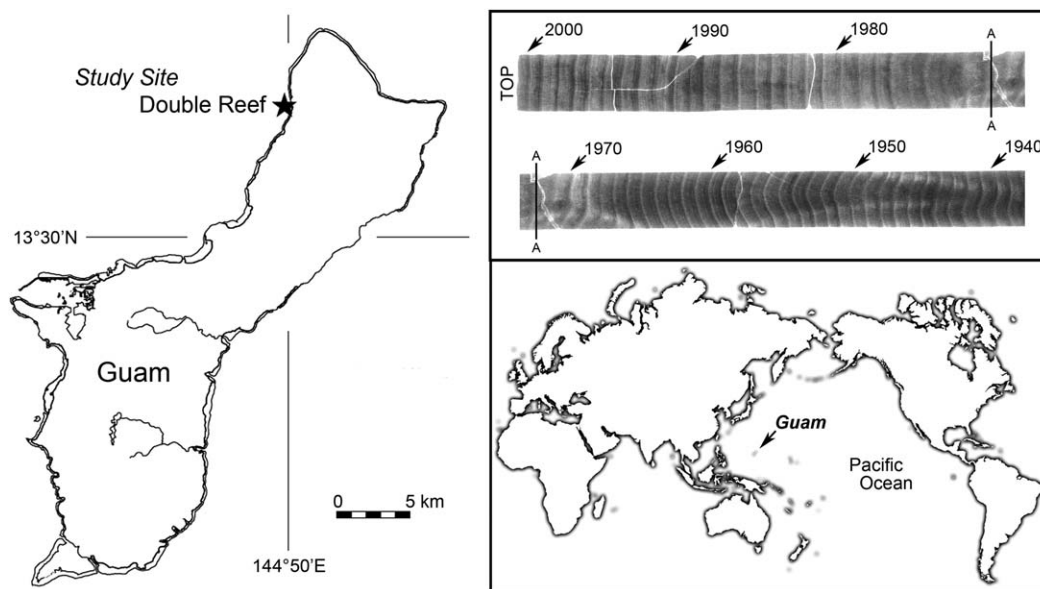 Study Site
Double Reef
13°30'N
Guam
0 5 km
144°50'E
TOP
2000
1990
1980
A
A
A
1970
1960
1950
1940
A
Guam
Pacific
Ocean